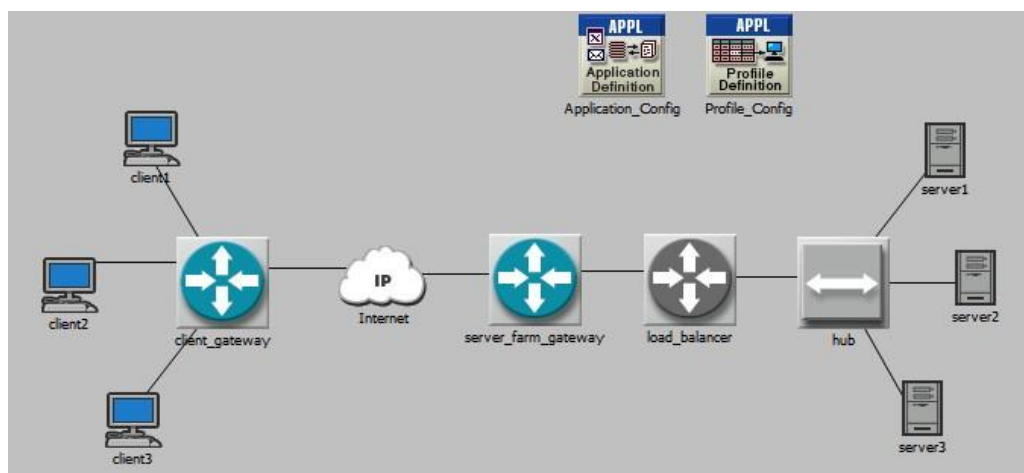 APPL
Application
Definition
Application_Config
APPL
Profiile
Definition
Profile_Config
client1
client2
client3
client_gateway
IP
Internet
server_farm_gateway
load_balancer
hub
server1
server2
server3